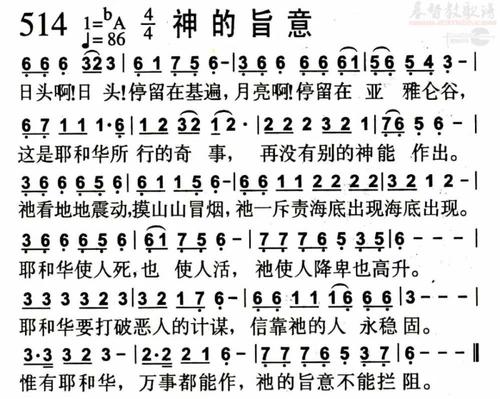 514 1=ᵇA 4/4 神的旨意
♩=86
基督教歌谱
6 6 6 3 2 3 | 6 1 7 5 6 - | 3 3 3 2 3 6 6 1 | 5 6 5 4 3 - |
日头啊!日 头!停留在基遍,月亮啊!停留在 亚 雅仑谷,
6 7 1 1 1·6 | 1 2 3 2 1 2· | 3 3 3 2 1 2 2 1 | 7 6 5 6 - |
这是耶和华所 行的奇 事, 再没有别的神能 作出。
3 6 6 6 5 6 | 6 1 7 5 6 - | 6 6 1 1 2 2 2 2 | 3 2 1 2 - |
祂看地地震动,摸山山冒烟,祂一斥责海底出现海底出现。
3 6 6 6 5 6 | 6 1 7 5 6 - | 7 7 7 6 7 5 3 5 | 6 - - - |
耶和华使人死,也 使人活, 祂使人降卑也高升。
3 3 3 3 3 3 | 3 2 1 7 6 - | 6 6 6 1 1 1 1 6 | 6 6 3 - |
耶和华要打破恶人的计谋,信靠祂的人 永稳固。
3·3 3 2 2 | 2·2 2 1 6 - | 7 7 7 6 7 5 3 7 | 6 - - - ‖
惟有耶和华, 万事都能作,祂的旨意不能拦阻。